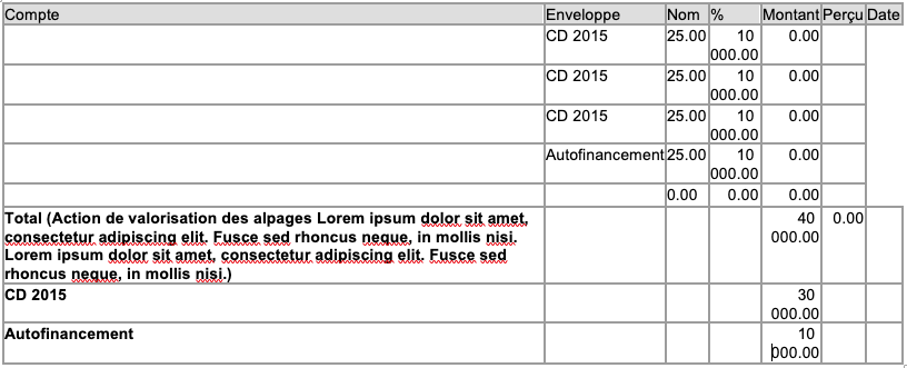 Compte Enveloppe Nom % Montant Perçu Date
CD 2015 25.00 10 0.00
000.00
CD 2015 25.00 10 0.00
000.00
CD 2015 25.00 10 0.00
000.00
Autofinancement 25.00 10 0.00
000.00
0.00 0.00 0.00
Total (Action de valorisation des alpages Lorem ipsum dolor sit amet, 40 0.00
consectetur adipiscing elit. Fusce sed rhoncus neque, in mollis nisi. 000.00
Lorem ipsum dolor sit amet, consectetur adipiscing elit. Fusce sed
rhoncus neque, in mollis nisi.)
CD 2015 30
000.00
Autofinancement 10
000.00